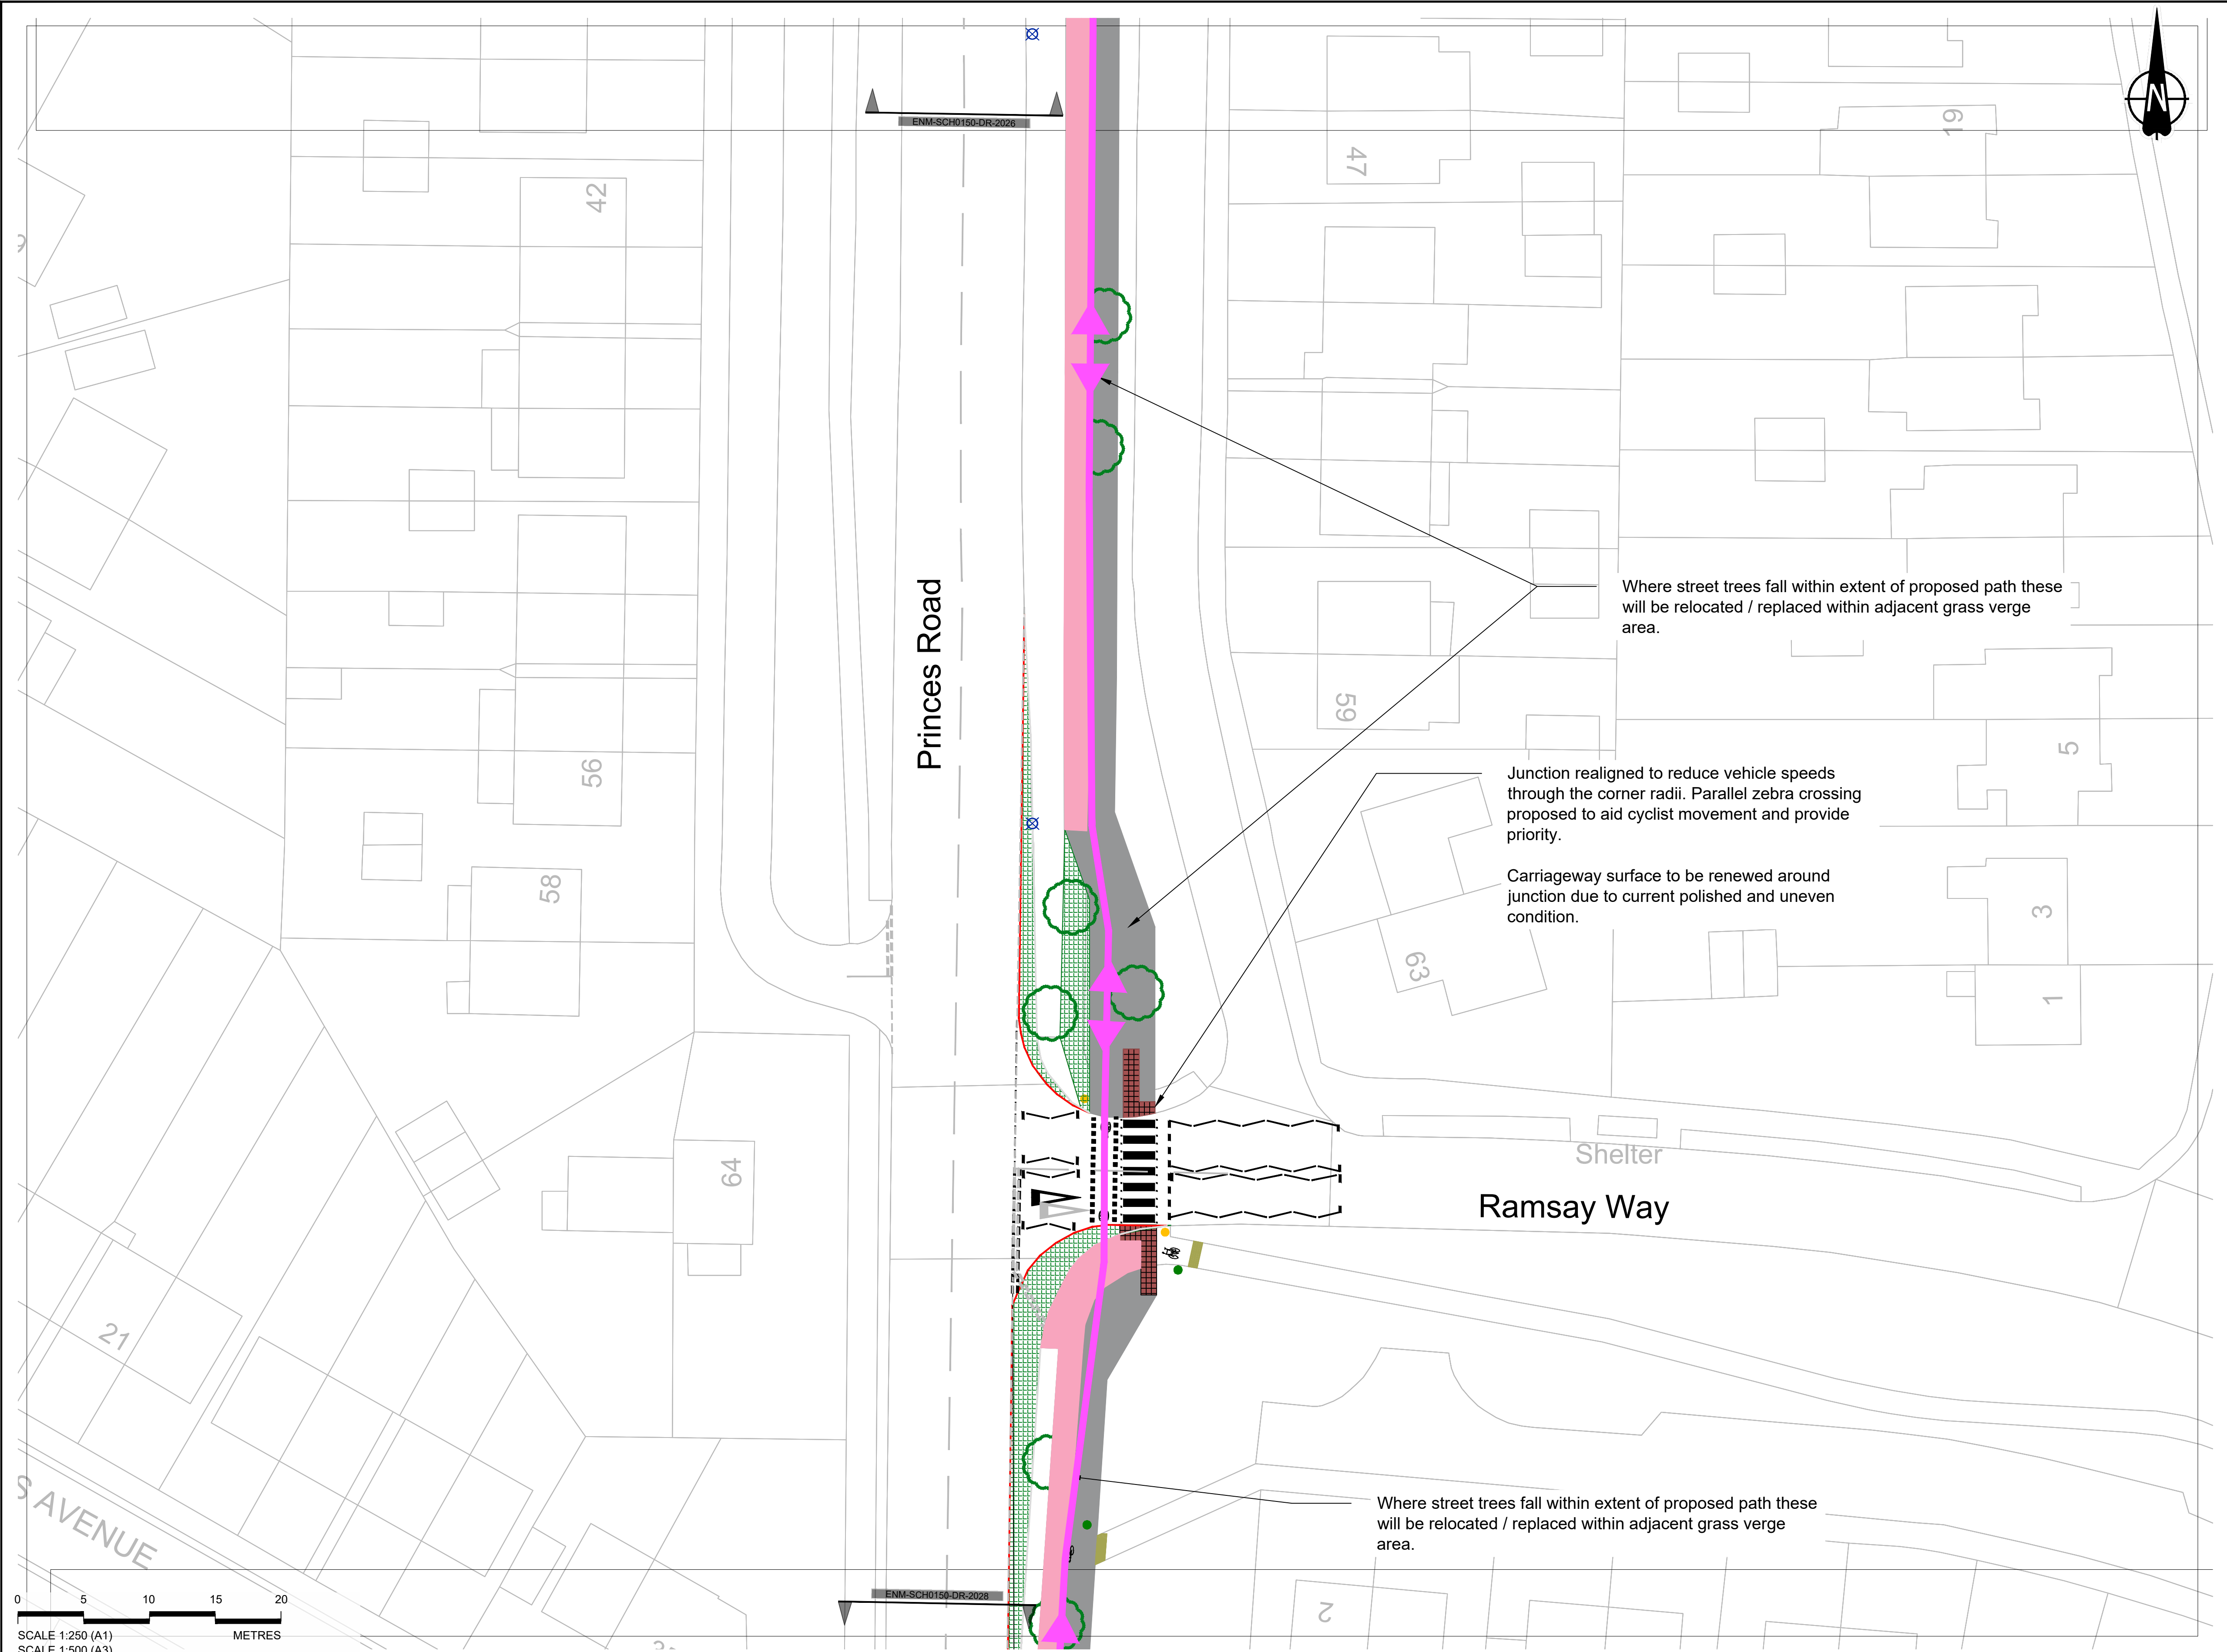 N
ENM-SCH0150-DR-2026
42
47
19
Princes Road
Where street trees fall within extent of proposed path these
will be relocated / replaced within adjacent grass verge
area.
59
56
5
Junction realigned to reduce vehicle speeds
through the corner radii. Parallel zebra crossing
proposed to aid cyclist movement and provide
priority.
Carriageway surface to be renewed around
junction due to current polished and uneven
condition.
58
3
63
1
64
Shelter
Ramsay Way
21
S AVENUE
Where street trees fall within extent of proposed path these
will be relocated / replaced within adjacent grass verge
area.
ENM-SCH0150-DR-2028
2
0 5 10 15 20
SCALE 1:250 (A1) METRES
SCALE 1:500 (A3)